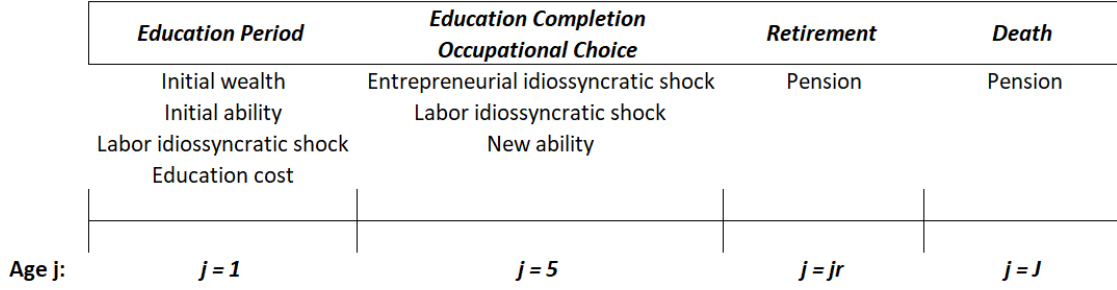 Education Period
Education Completion
Occupational Choice
Retirement
Death
Initial wealth
Initial ability
Labor idiossyncratic shock
Education cost
Entrepreneurial idiossyncratic shock
Labor idiossyncratic shock
New ability
Pension
Pension
Age j:
j = 1
j = 5
j = jr
j = J